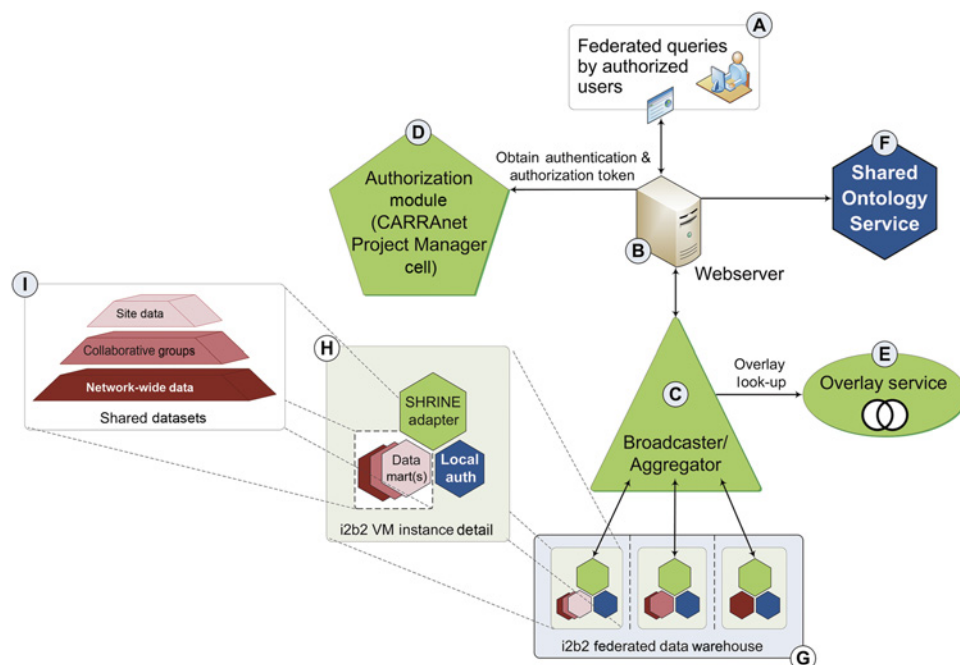 A
Federated queries
by authorized
users
D
Authorization
module
(CARRAnet
Project Manager
cell)
Obtain authentication &
authorization token
F
Shared
Ontology
Service
B
Webserver
I
Site data
Collaborative groups
Network-wide data
Shared datasets
H
SHRINE
adapter
Data
mart(s)
Local
auth
i2b2 VM instance detail
C
Broadcaster/
Aggregator
Overlay
look-up
E
Overlay service
i2b2 federated data warehouse
G